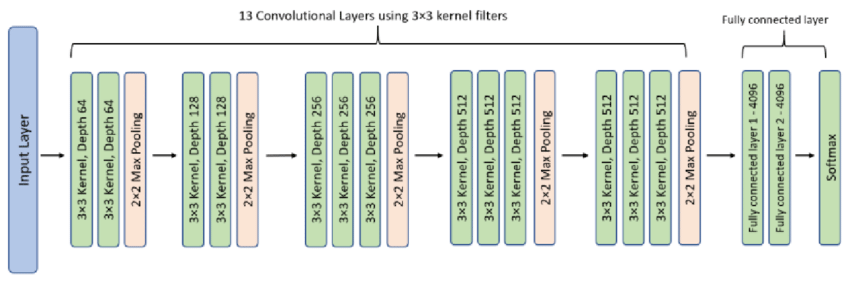 13 Convolutional Layers using 3×3 kernel filters
Fully connected layer
Input Layer
3×3 Kernel, Depth 64
3×3 Kernel, Depth 64
2×2 Max Pooling
3×3 Kernel, Depth 128
3×3 Kernel, Depth 128
2×2 Max Pooling
3×3 Kernel, Depth 256
3×3 Kernel, Depth 256
3×3 Kernel, Depth 256
2×2 Max Pooling
3×3 Kernel, Depth 512
3×3 Kernel, Depth 512
3×3 Kernel, Depth 512
2×2 Max Pooling
3×3 Kernel, Depth 512
3×3 Kernel, Depth 512
3×3 Kernel, Depth 512
2×2 Max Pooling
Fully connected layer 1 - 4096
Fully connected layer 2 - 4096
Softmax